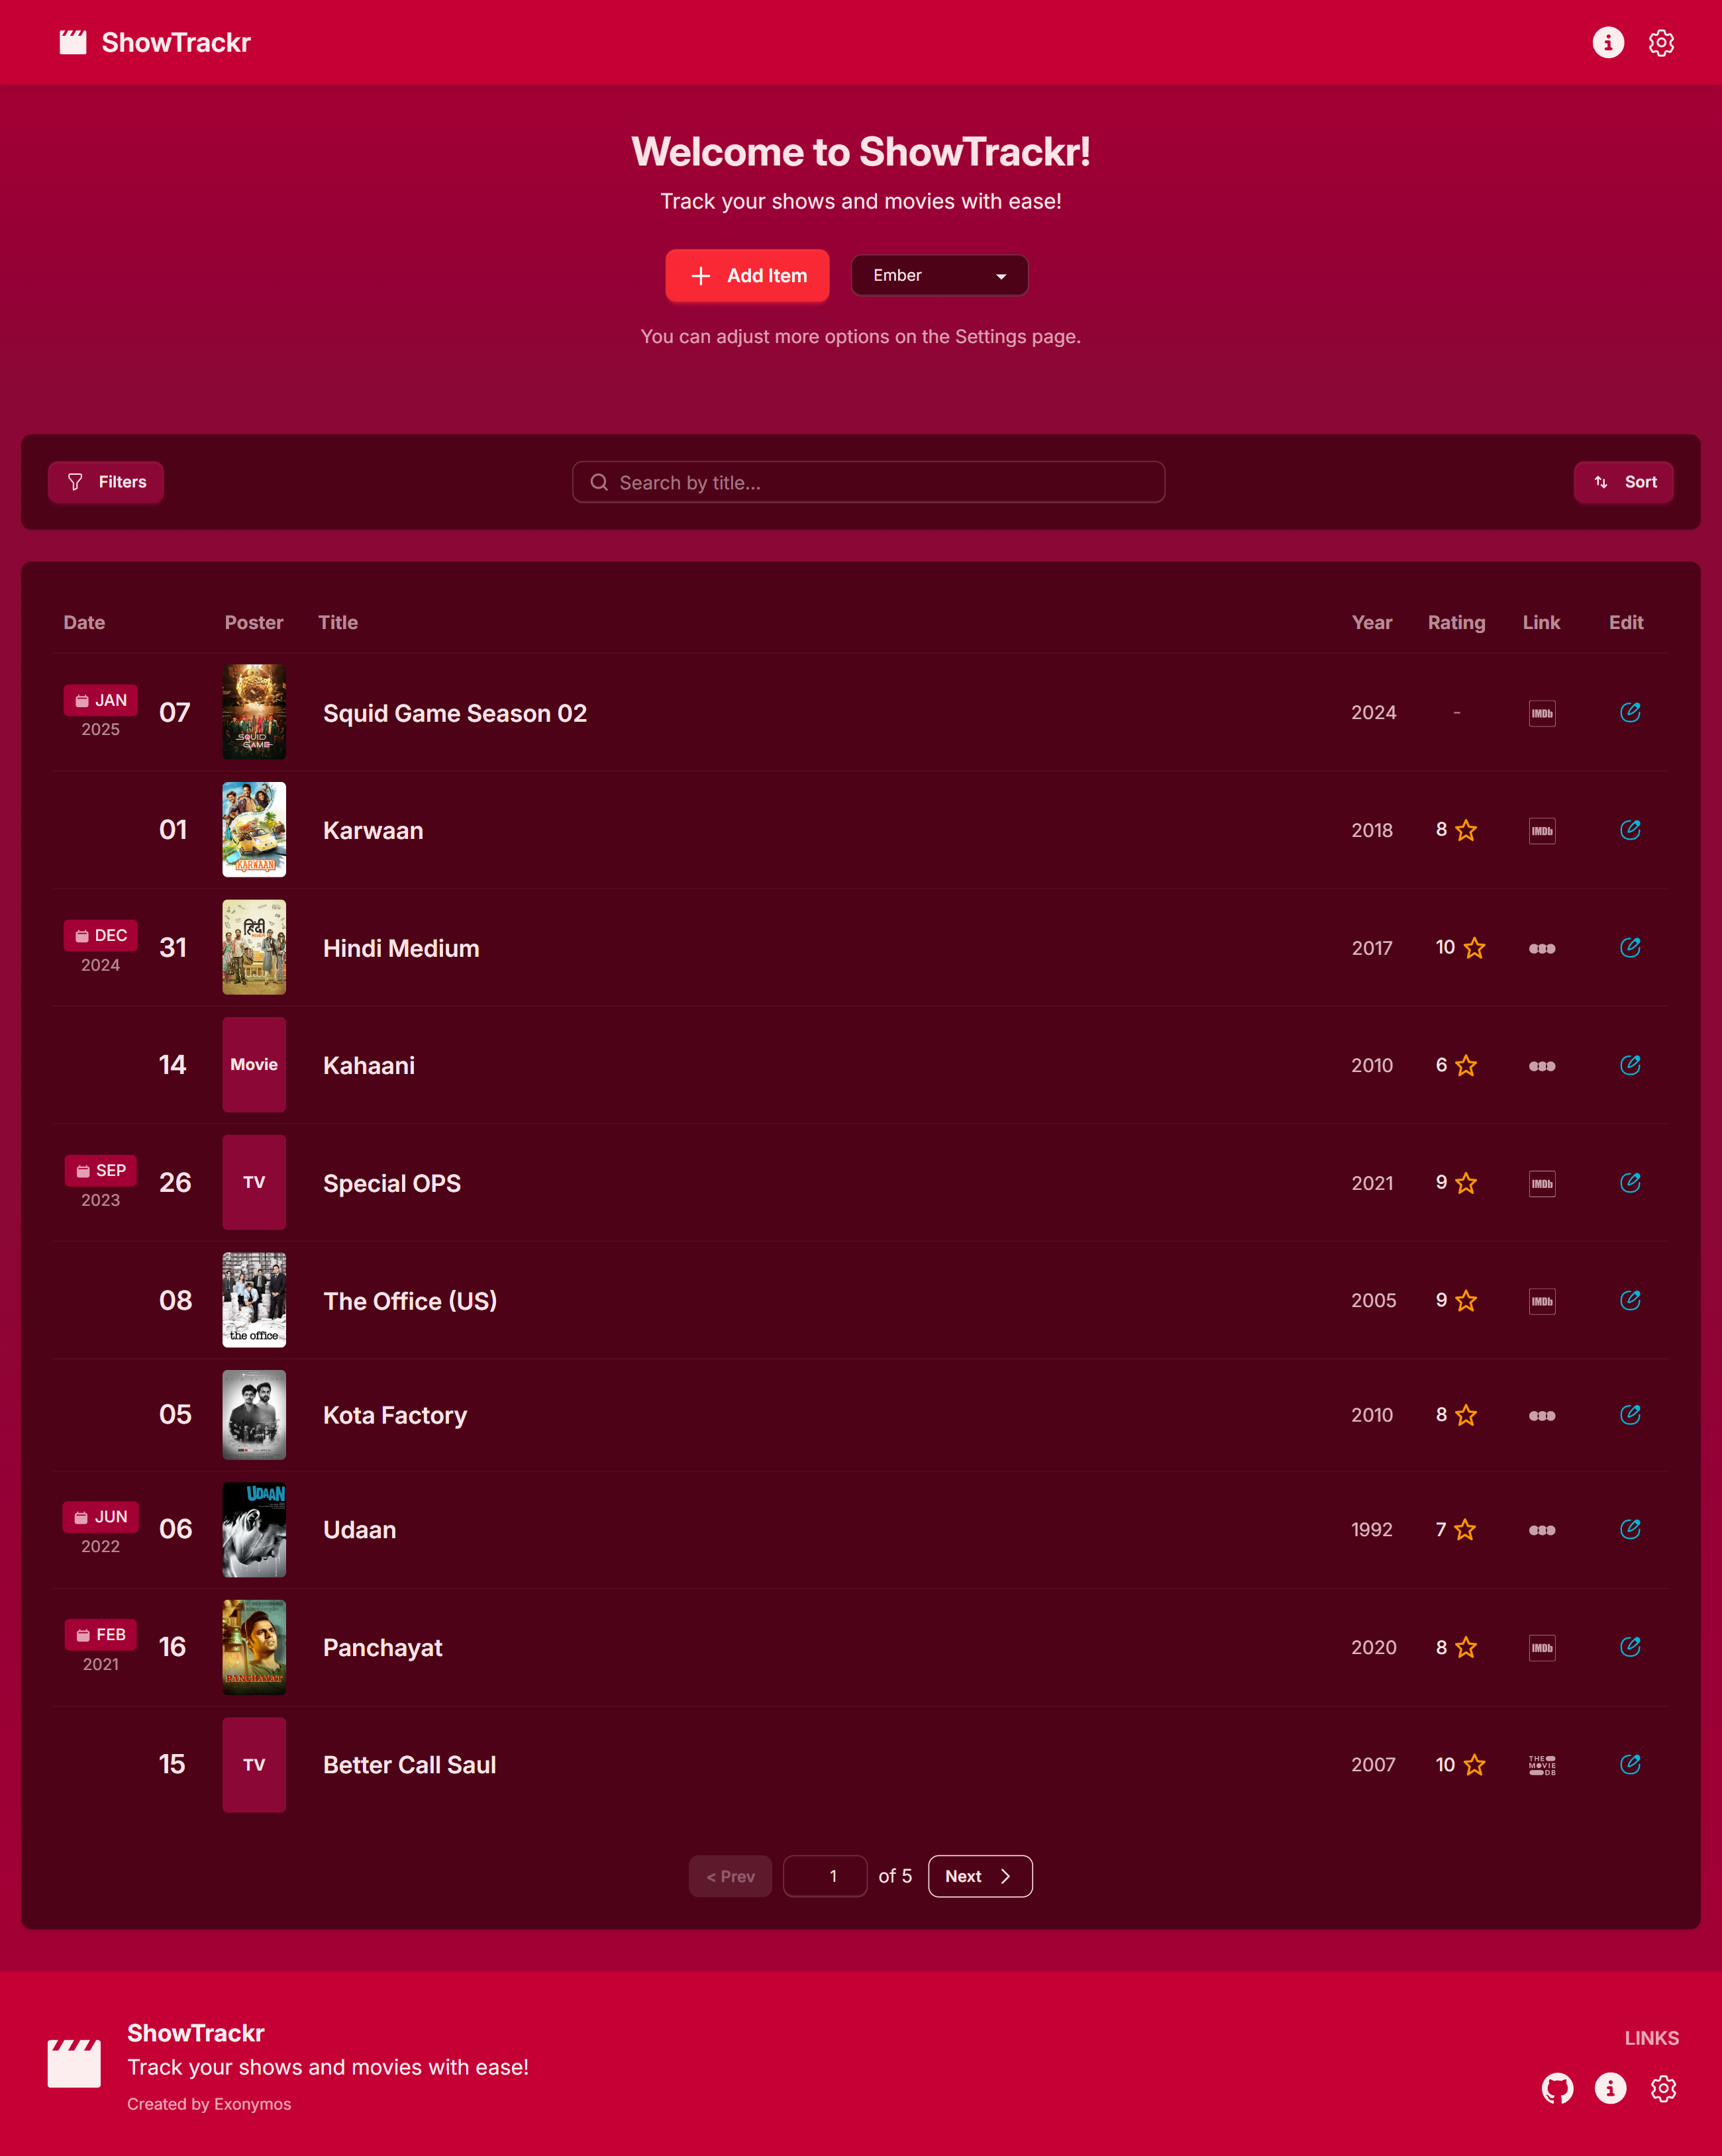 ShowTrackr
Welcome to ShowTrackr!
Track your shows and movies with ease!
Add Item
Ember
You can adjust more options on the Settings page.
Filters
Search by title...
Sort
Date Poster Title Year Rating Link Edit
JAN
2025
07
SQUID
GAME
Squid Game Season 02
2024
-
IMDb
01
KARWAAN
Karwaan
2018
8
IMDb
DEC
2024
31
हिंदी
Hindi Medium
2017
10
14
Movie
Kahaani
2010
6
SEP
2023
26
TV
Special OPS
2021
9
IMDb
08
the office
The Office (US)
2005
9
IMDb
05
Kota Factory
2010
8
JUN
2022
06
UDAAN
Udaan
1992
7
FEB
2021
16
PANCHAYAT
Panchayat
2020
8
IMDb
15
TV
Better Call Saul
2007
10
THE
MOVIE
DB
< Prev
1
of 5
Next
ShowTrackr
Track your shows and movies with ease!
Created by Exonymos
LINKS